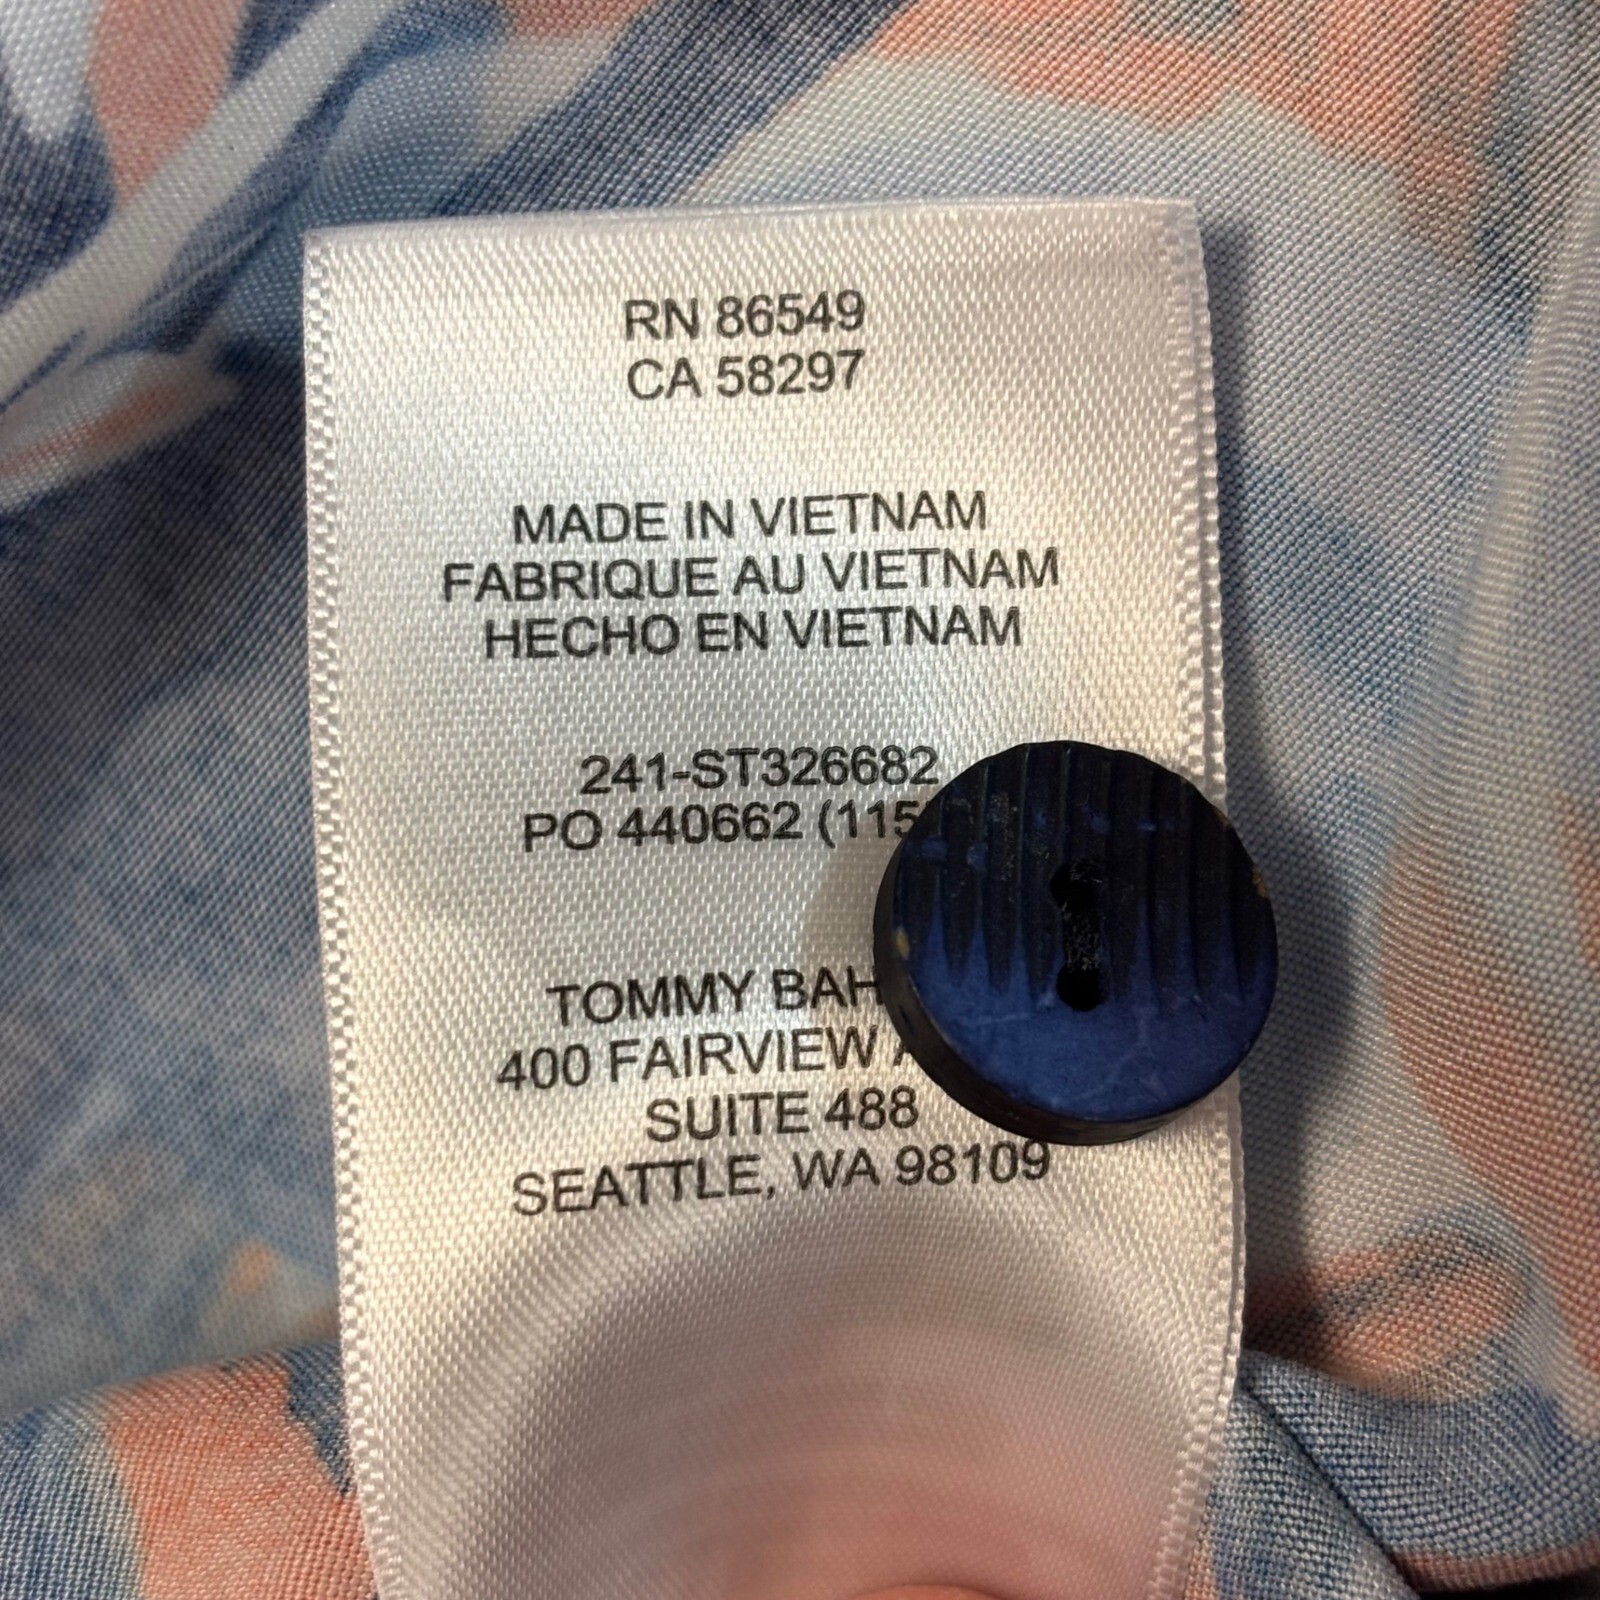 RN 86549
CA 58297
MADE IN VIETNAM
FABRIQUE AU VIETNAM
HECHO EN VIETNAM
241-ST326682
PO 440662 (115
TOMMY BAH
400 FAIRVIEW
SUITE 488
SEATTLE, WA 98109